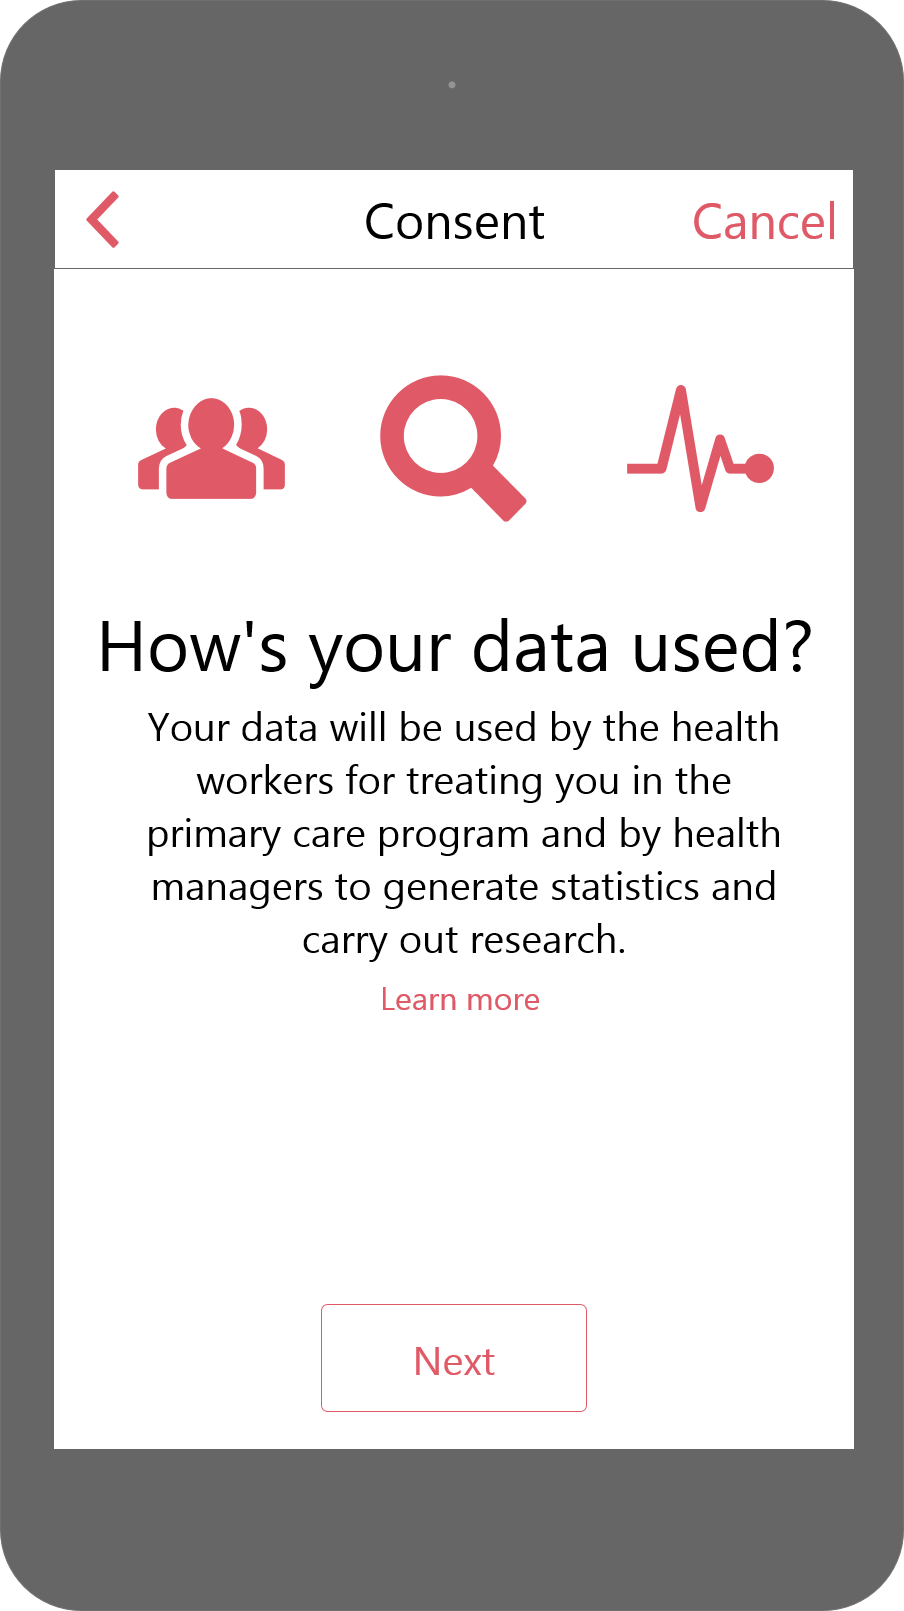 Consent
Cancel
How's your data used?
Your data will be used by the health
workers for treating you in the
primary care program and by health
managers to generate statistics and
carry out research.
Learn more
Next